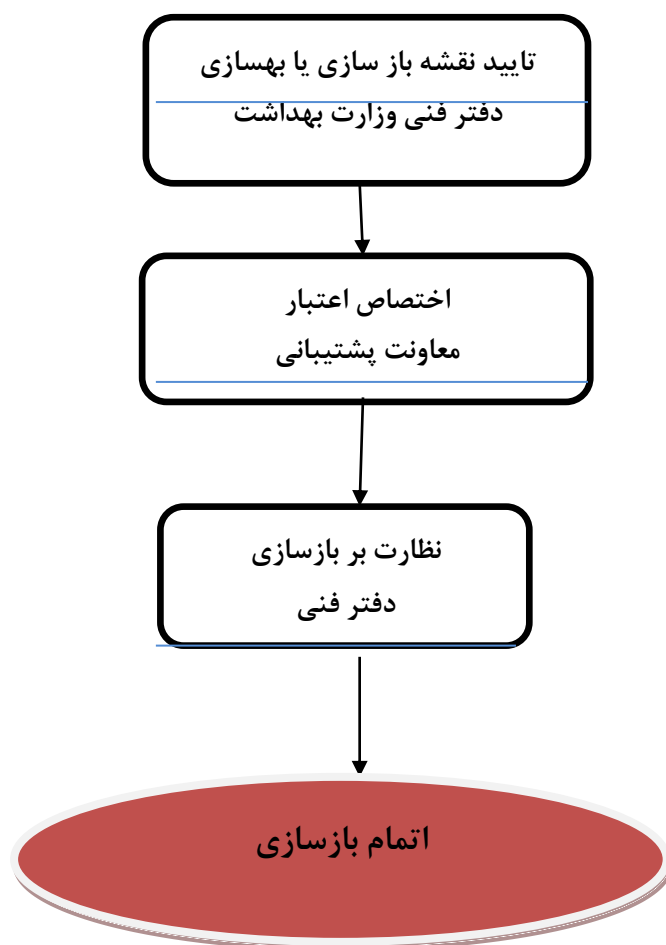 تایید نقشه باز سازی یا بهسازی
دفتر فنی وزارت بهداشت
اختصاص اعتبار
معاونت پشتیبانی
نظارت بر بازسازی
دفتر فنی
اتمام بازسازی